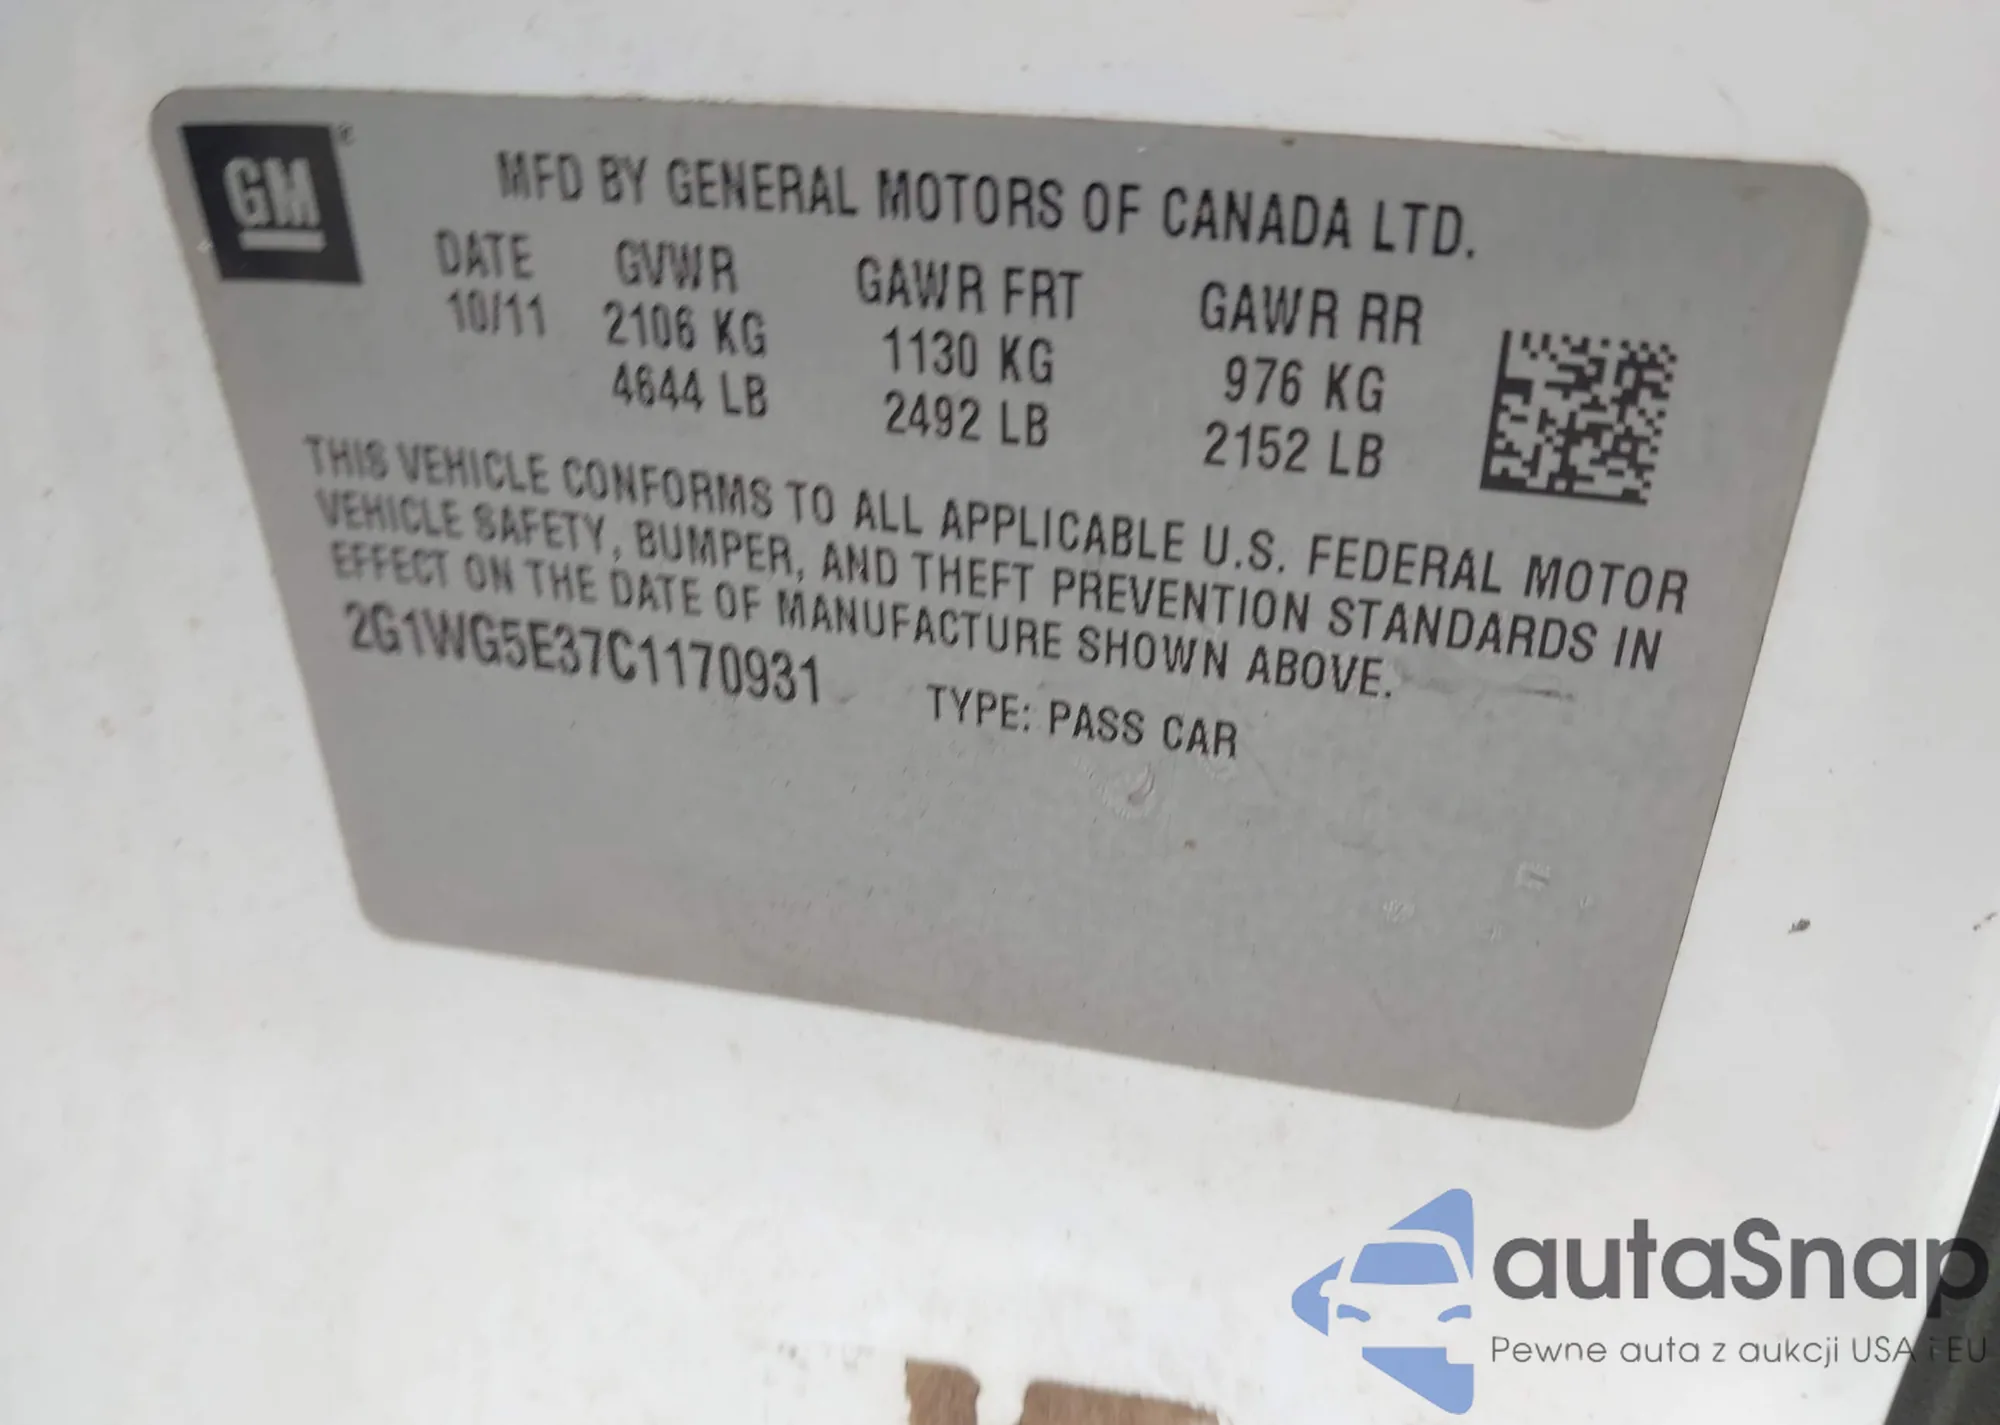 GM ®
MFD BY GENERAL MOTORS OF CANADA LTD.
DATE GVWR GAWR FRT GAWR RR
10/11 2106 KG 1130 KG 976 KG
4644 LB 2492 LB 2152 LB
THIS VEHICLE CONFORMS TO ALL APPLICABLE U.S. FEDERAL MOTOR
VEHICLE SAFETY, BUMPER, AND THEFT PREVENTION STANDARDS IN
EFFECT ON THE DATE OF MANUFACTURE SHOWN ABOVE.
2G1WG5E37C1170931 TYPE: PASS CAR
autaSnap
Pewne auta z aukcji USA i EU